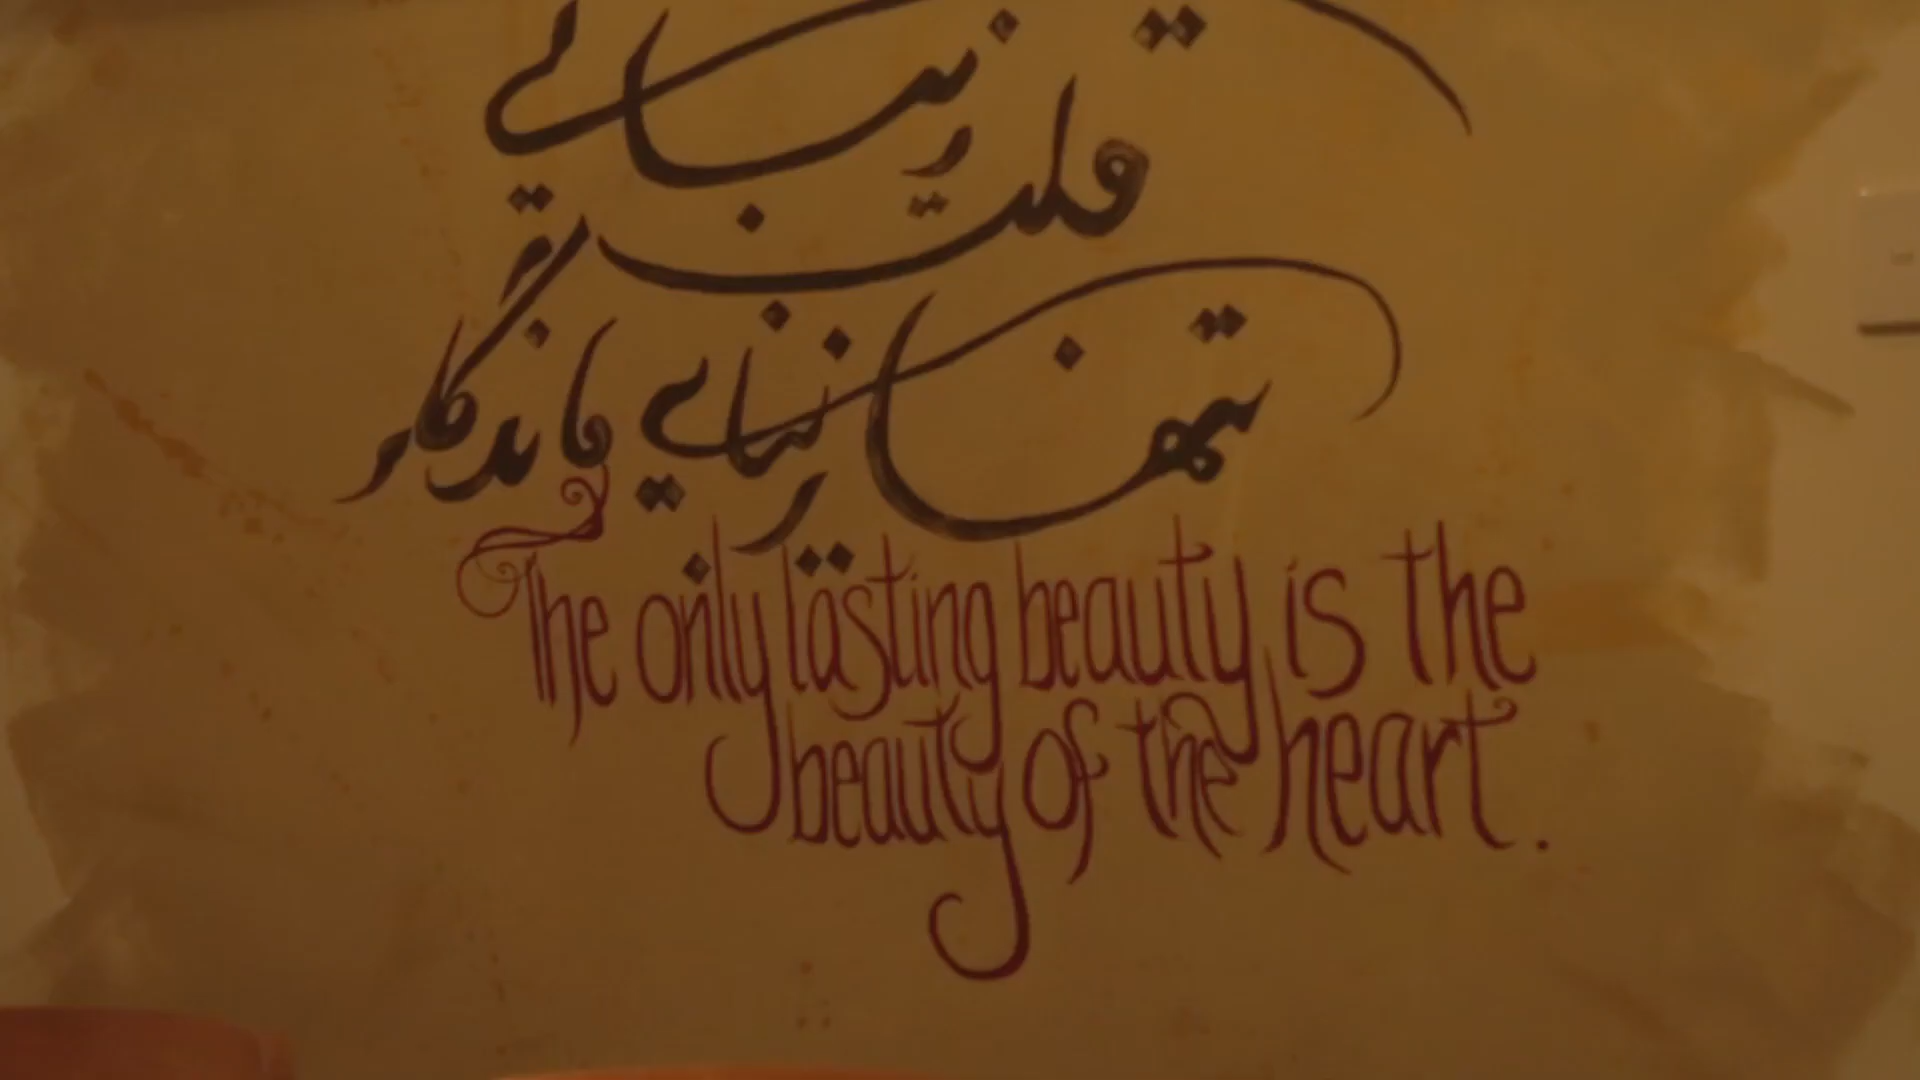 زیبایی
قلب
تنها زیبایی ماندگار
The only lasting beauty is the
beauty of the heart.